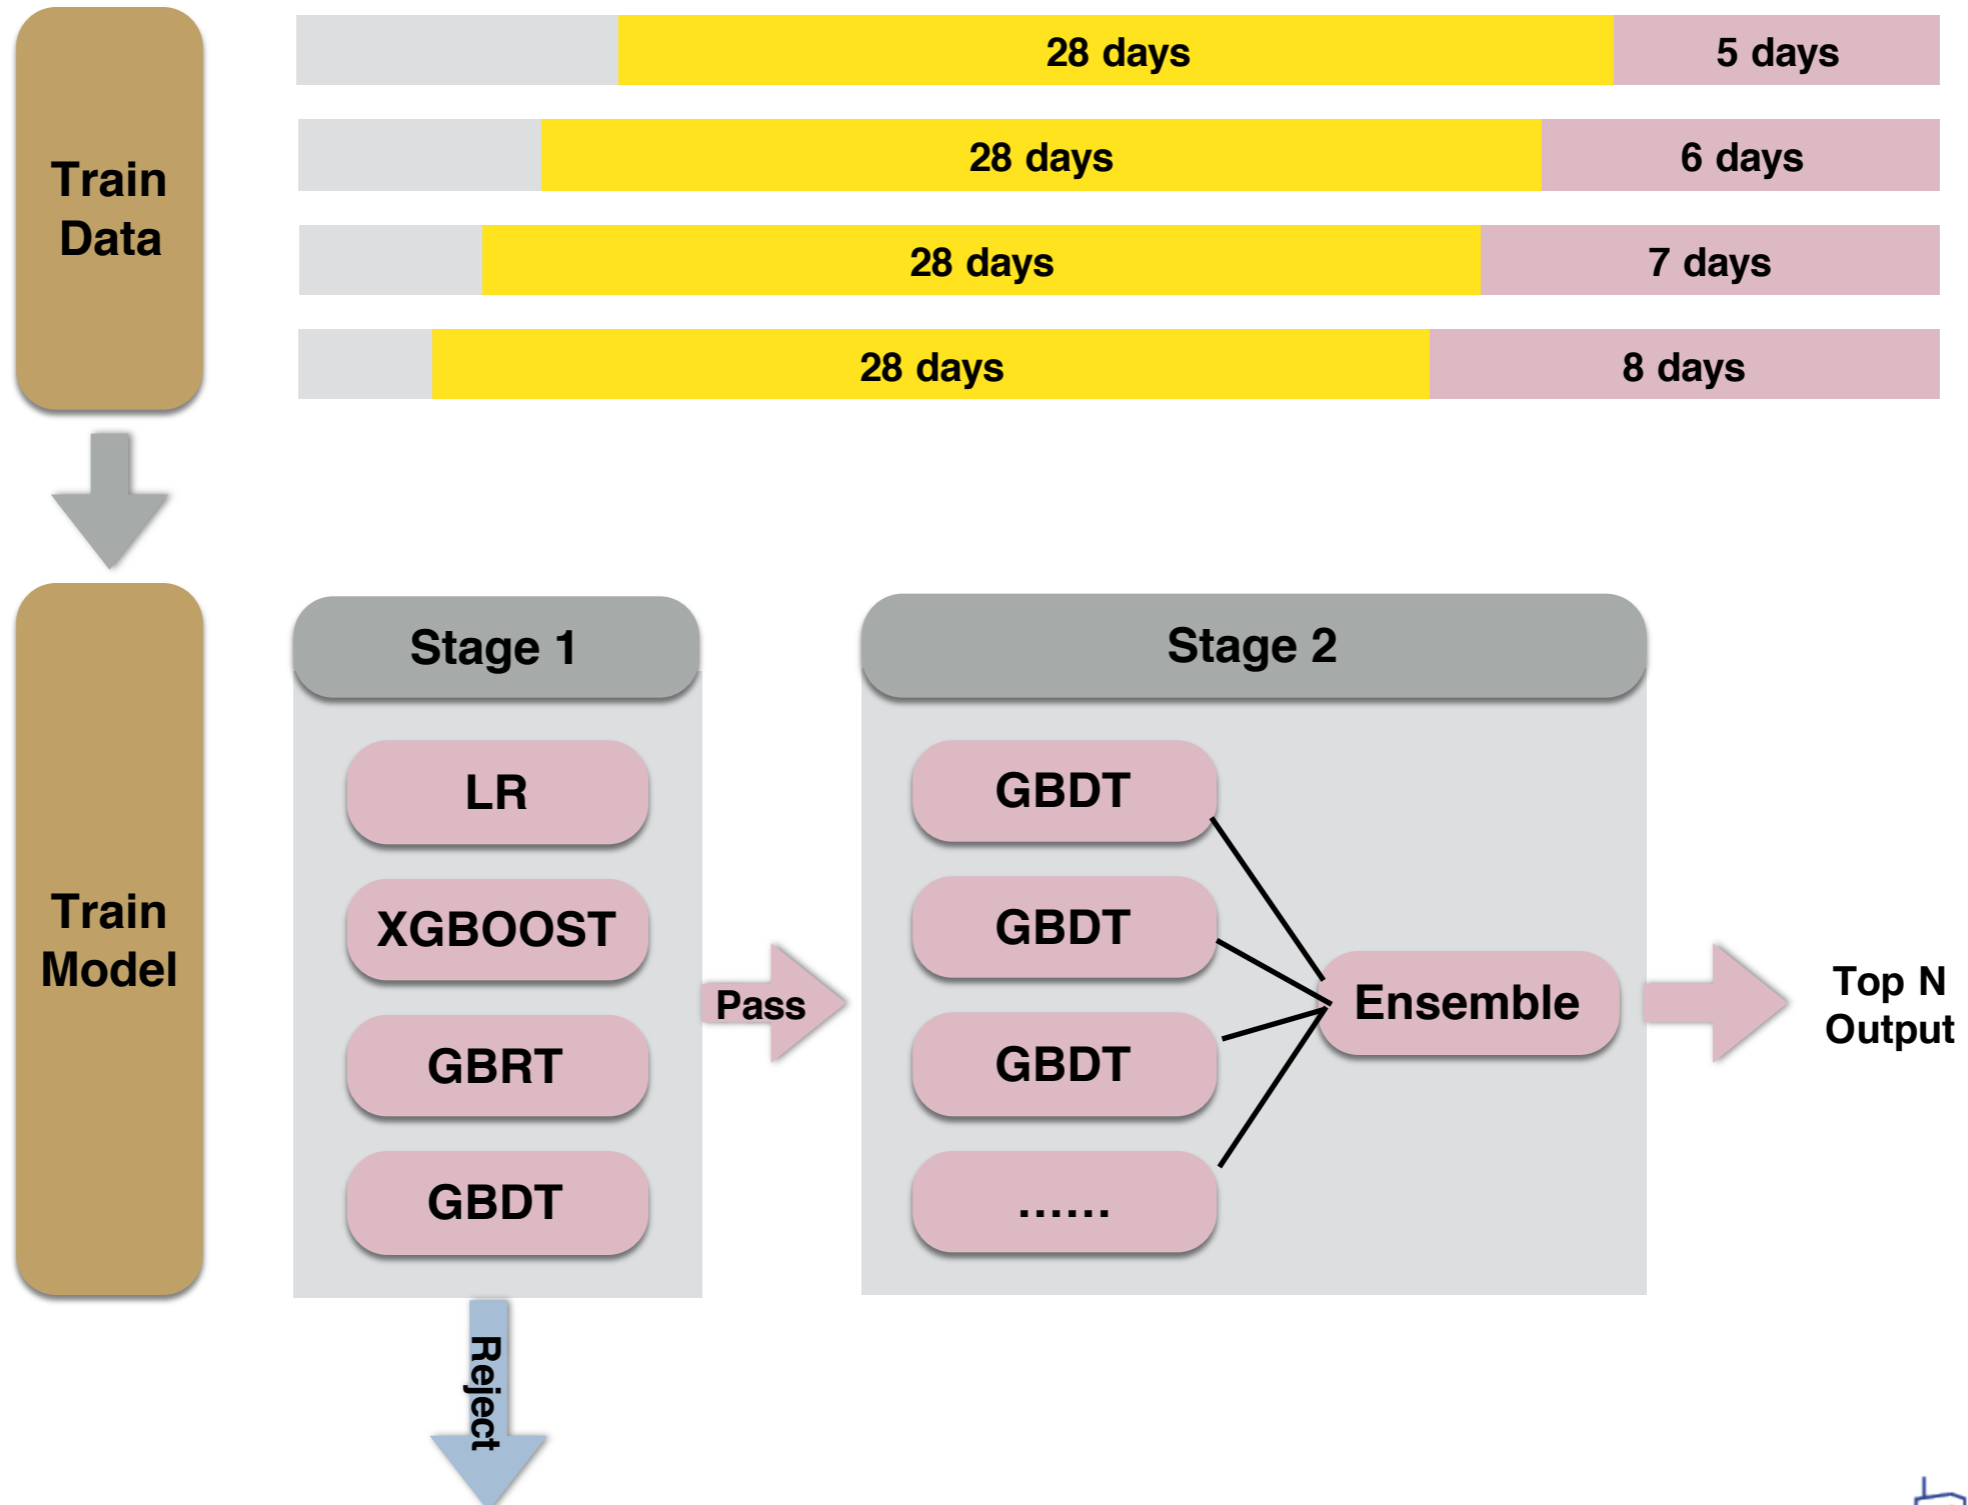 Train
Data
28 days
5 days
28 days
6 days
28 days
7 days
28 days
8 days
Train
Model
Stage 1
LR
XGBOOST
GBRT
GBDT
Pass
Reject
Stage 2
GBDT
GBDT
GBDT
......
Ensemble
Top N
Output